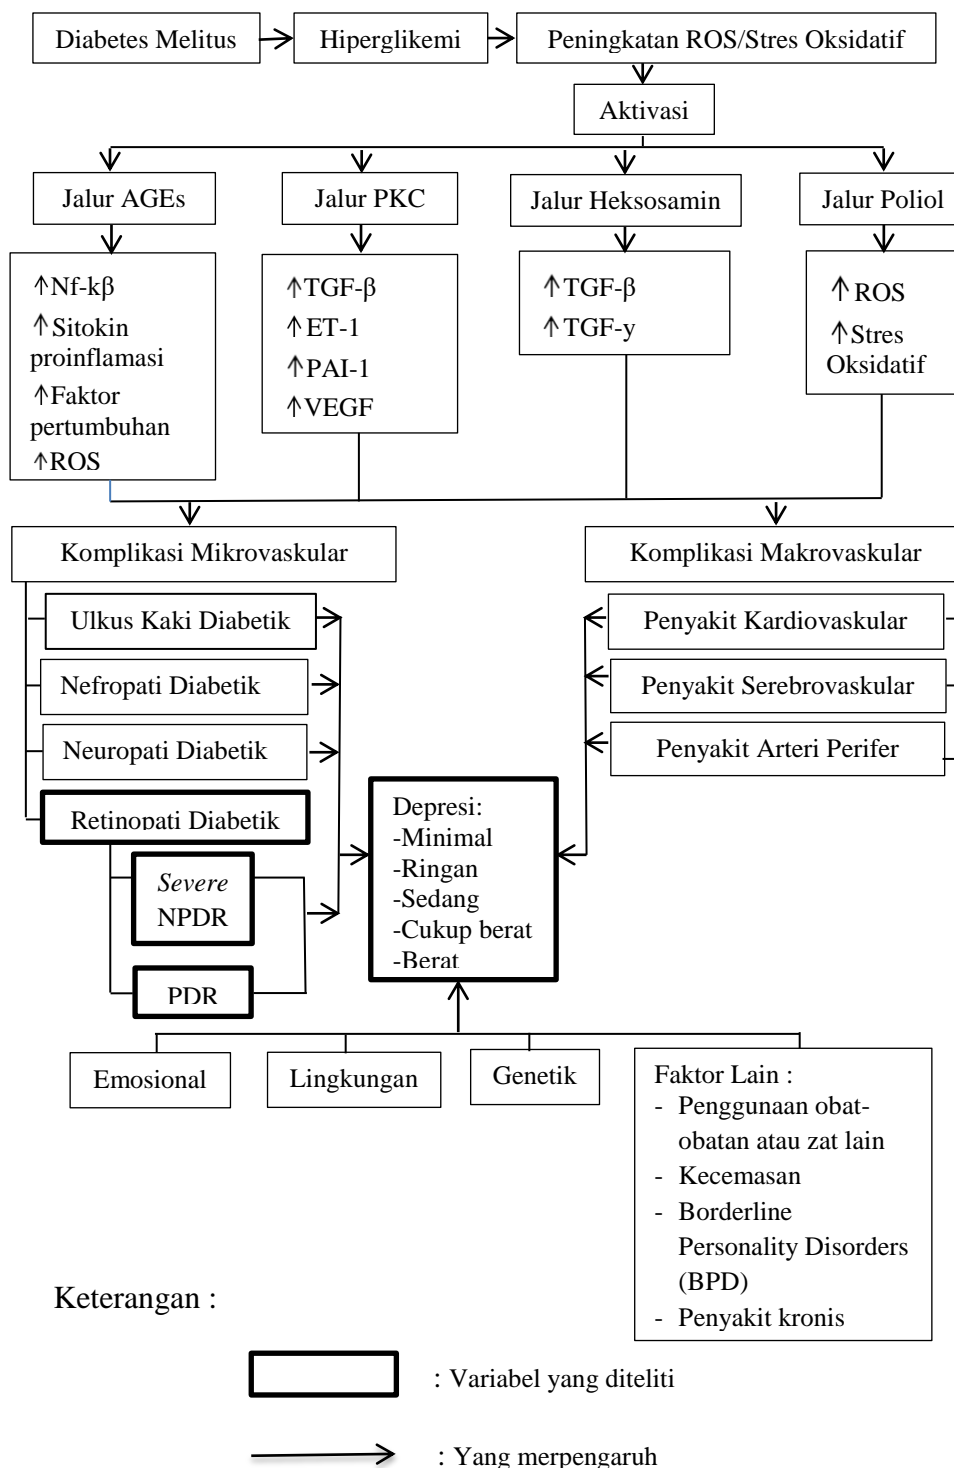 Diabetes Melitus
Hiperglikemi
Peningkatan ROS/Stres Oksidatif
Aktivasi
Jalur AGEs
Jalur PKC
Jalur Heksosamin
Jalur Poliol
↑Nf-kβ
↑Sitokin
proinflamasi
↑Faktor
pertumbuhan
↑ROS
↑TGF-β
↑ET-1
↑PAI-1
↑VEGF
↑TGF-β
↑TGF-y
↑ROS
↑Stres
Oksidatif
Komplikasi Mikrovaskular
Komplikasi Makrovaskular
Ulkus Kaki Diabetik
Nefropati Diabetik
Neuropati Diabetik
Retinopati Diabetik
Severe
NPDR
PDR
Penyakit Kardiovaskular
Penyakit Serebrovaskular
Penyakit Arteri Perifer
Depresi:
-Minimal
-Ringan
-Sedang
-Cukup berat
-Berat
Emosional
Lingkungan
Genetik
Faktor Lain :
- Penggunaan obat-
obatan atau zat lain
- Kecemasan
- Borderline
Personality Disorders
(BPD)
- Penyakit kronis
Keterangan :
: Variabel yang diteliti
: Yang merpengaruh